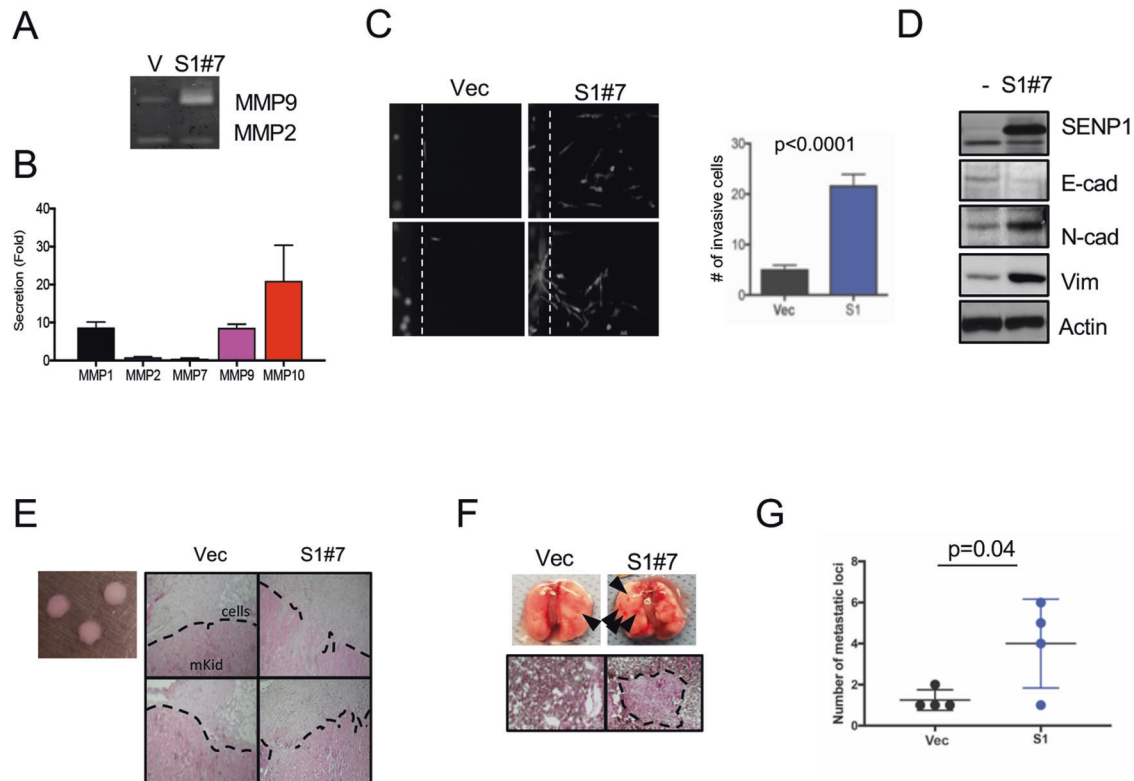 A
V S1#7
MMP9
MMP2
B
Secretion (Fold)
40
30
20
10
0
MMP1 MMP2 MMP7 MMP9 MMP10
C
Vec S1#7
p<0.0001
# of invasive cells
30
20
10
0
Vec S1
D
- S1#7
SENP1
E-cad
N-cad
Vim
Actin
E
Vec S1#7
cells
mKid
F
Vec S1#7
G
p=0.04
Number of metastatic loci
8
6
4
2
0
Vec S1